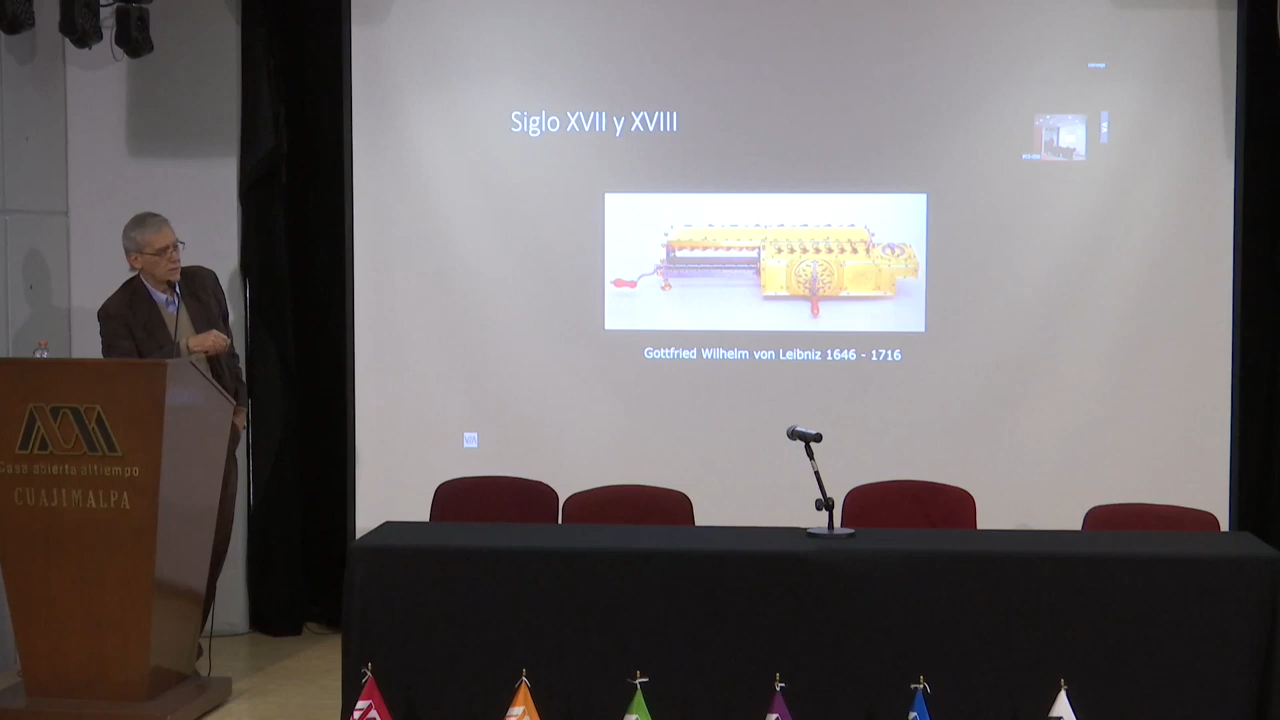 Siglo XVII y XVIII
Gottfried Wilhelm von Leibniz 1646 - 1716
Casa abierta al tiempo
CUAJIMALPA